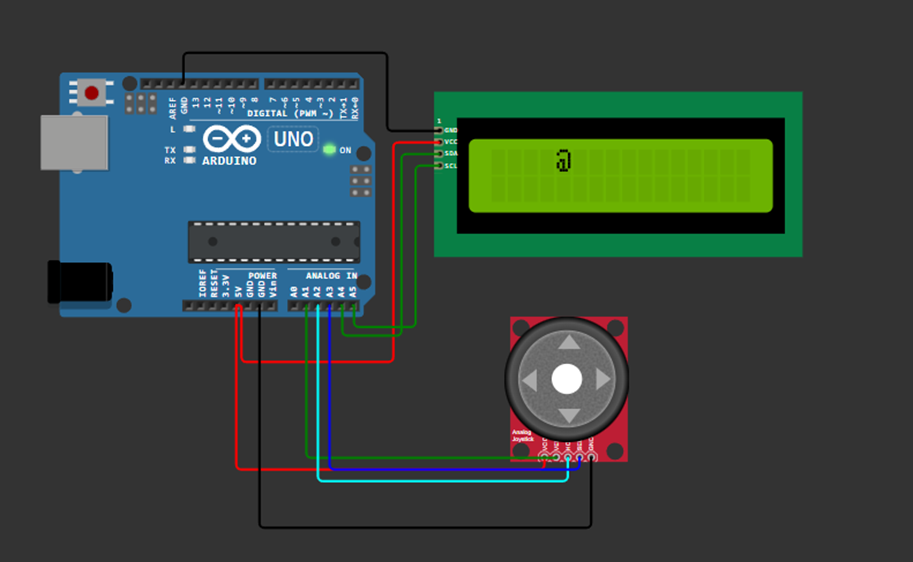 AREF
GND
13
12
~11
~10
~9
8
7
~6
~5
4
~3
2
TX→1
RX←0
DIGITAL (PWM ~)
L
TX
RX
UNO
ON
ARDUINO
1
GND
VCC
SDA
SCL
@
IOREF
RESET
3.3V
5V
GND
GND
Vin
POWER
ANALOG IN
A0
A1
A2
A3
A4
A5
Analog
Joystick
VCC
GND